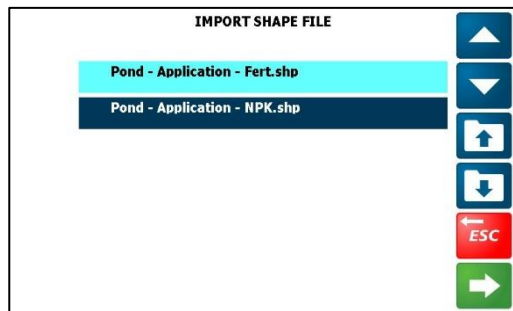 IMPORT SHAPE FILE
Pond - Application - Fert.shp
Pond - Application - NPK.shp
ESC